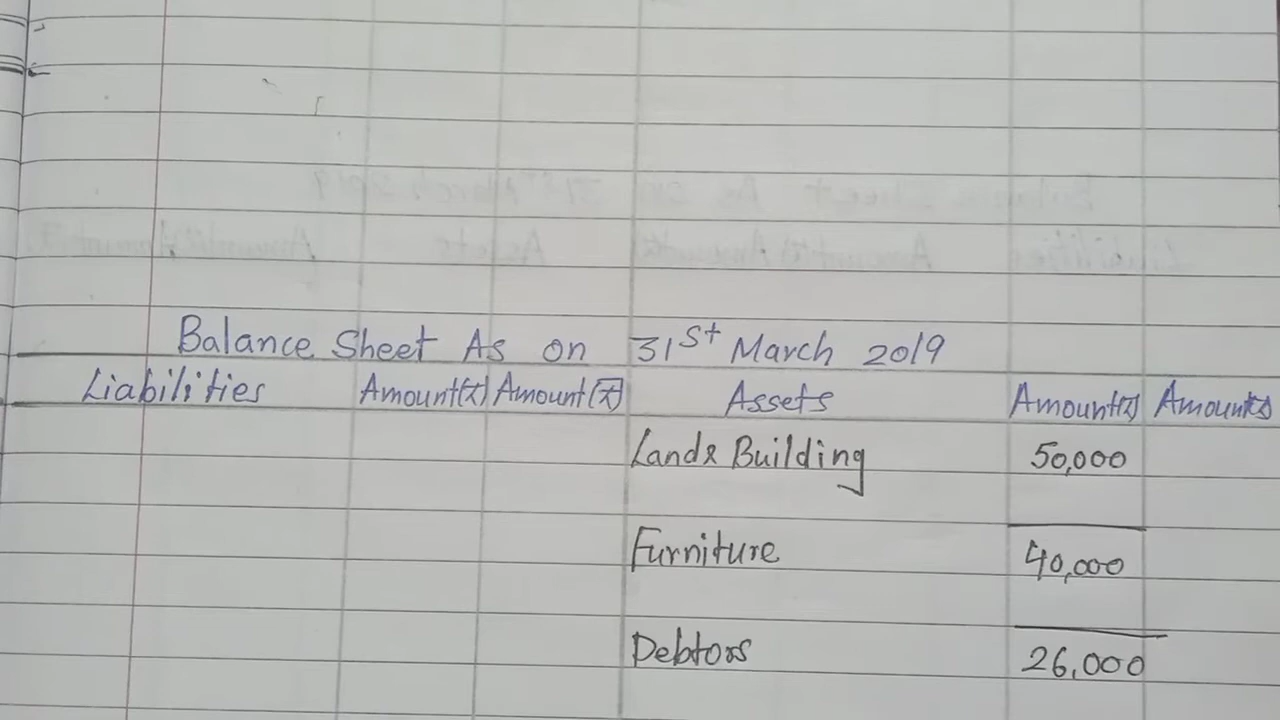 Balance Sheet As on 31st March 2019
Liabilities Amount(₹) Amount(₹) Assets Amount(₹) Amount(₹)
Land& Building 50,000
Furniture 40,000
Debtors 26,000